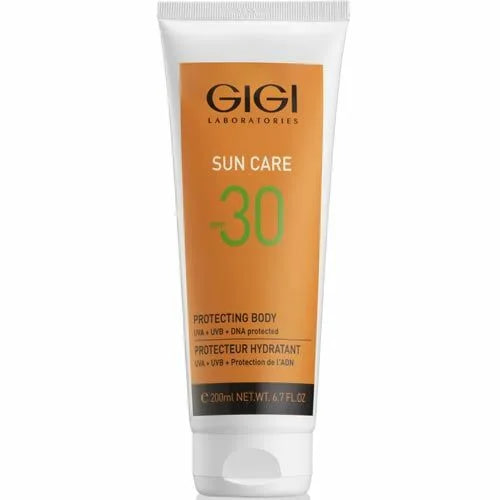 GIGI
LABORATORIES
SUN CARE
30
PROTECTING BODY
UVA + UVB + DNA protected
PROTECTEUR HYDRATANT
UVA + UVB + Protection de l'ADN
℮ 200ml NET.WT. 6.7 FL.OZ